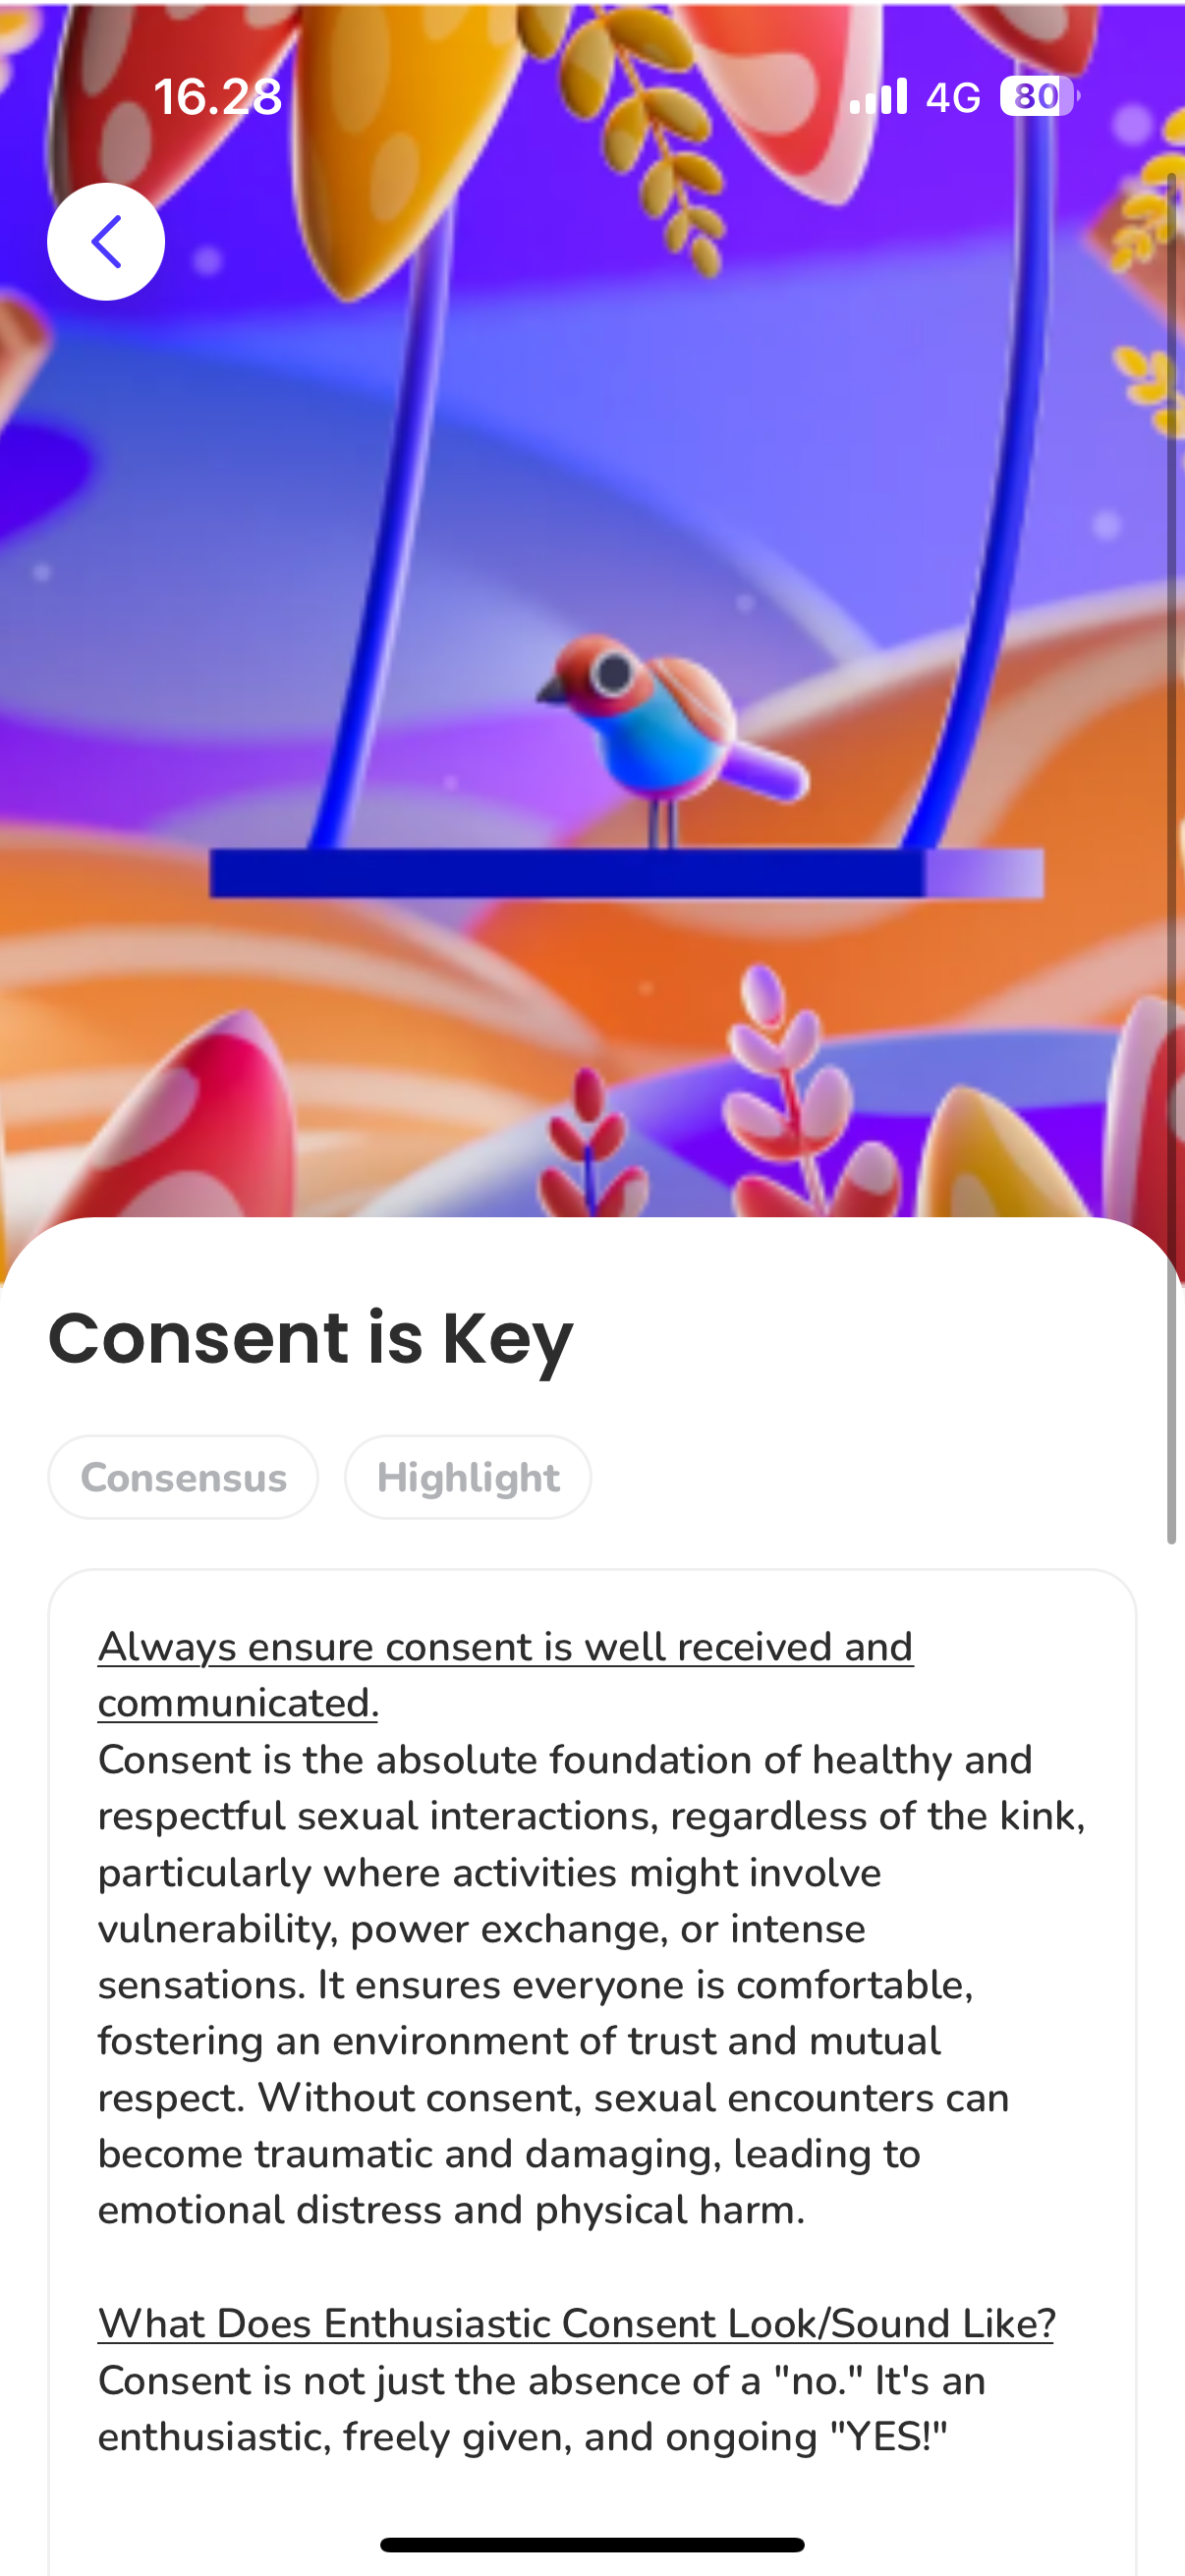 16.28
4G
80
Consent is Key
Consensus
Highlight
Always ensure consent is well received and
communicated.
Consent is the absolute foundation of healthy and
respectful sexual interactions, regardless of the kink,
particularly where activities might involve
vulnerability, power exchange, or intense
sensations. It ensures everyone is comfortable,
fostering an environment of trust and mutual
respect. Without consent, sexual encounters can
become traumatic and damaging, leading to
emotional distress and physical harm.
What Does Enthusiastic Consent Look/Sound Like?
Consent is not just the absence of a "no." It's an
enthusiastic, freely given, and ongoing "YES!"